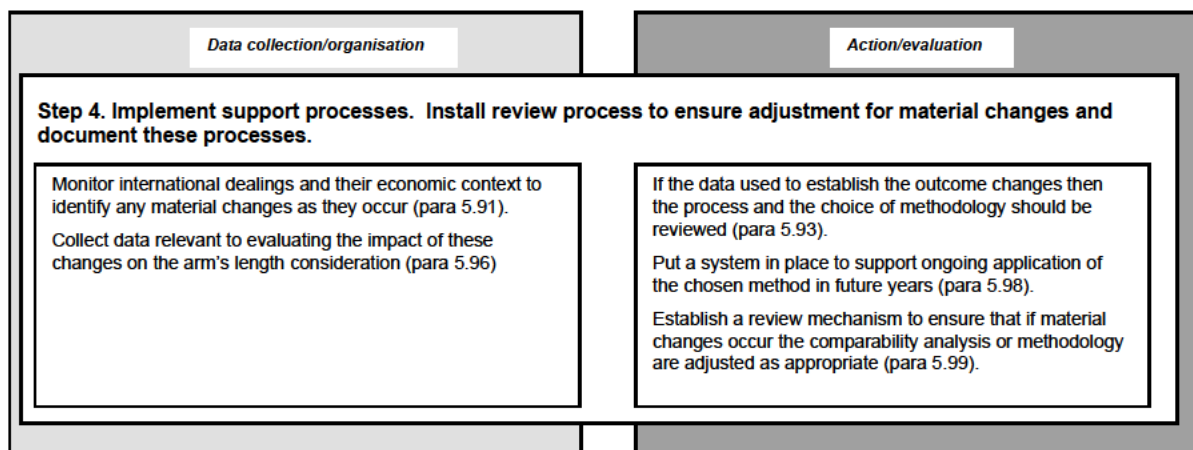 Data collection/organisation
Action/evaluation
Step 4. Implement support processes.  Install review process to ensure adjustment for material changes and
document these processes.
Monitor international dealings and their economic context to
identify any material changes as they occur (para 5.91).
Collect data relevant to evaluating the impact of these
changes on the arm's length consideration (para 5.96)
If the data used to establish the outcome changes then
the process and the choice of methodology should be
reviewed (para 5.93).
Put a system in place to support ongoing application of
the chosen method in future years (para 5.98).
Establish a review mechanism to ensure that if material
changes occur the comparability analysis or methodology
are adjusted as appropriate (para 5.99).